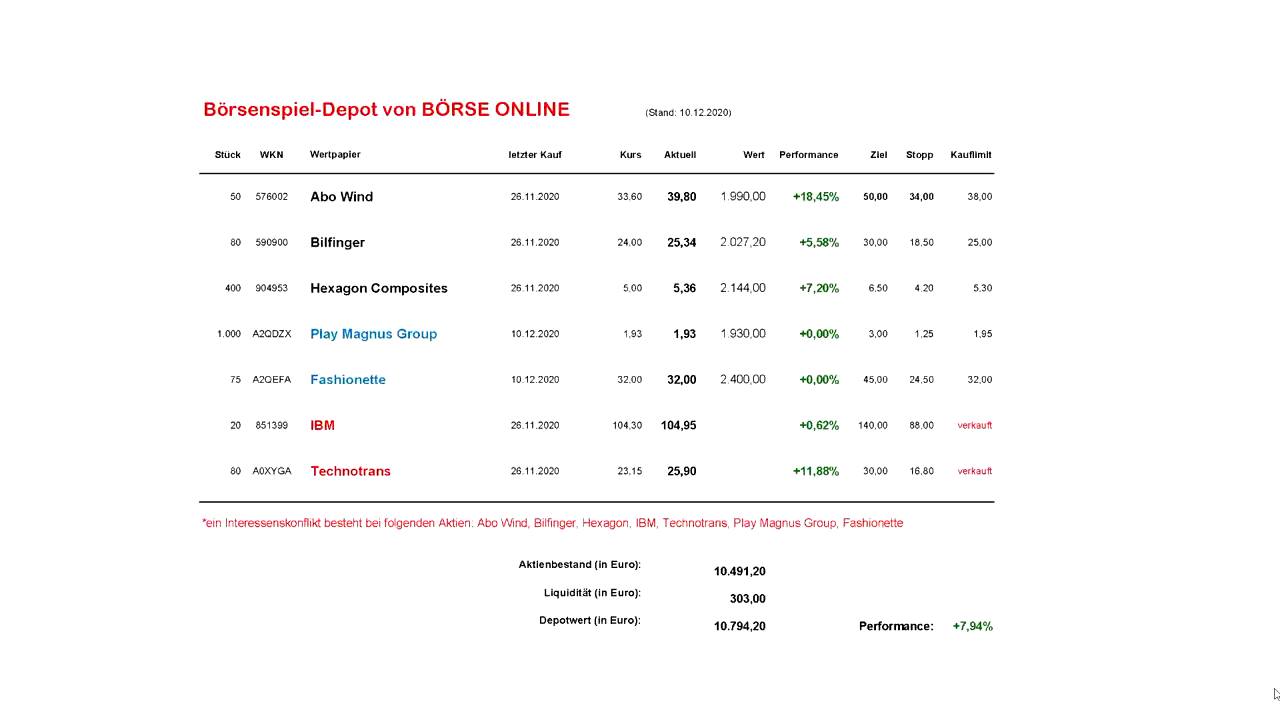 Börsenspiel-Depot von BÖRSE ONLINE (Stand: 10.12.2020)
Stück WKN Wertpapier letzter Kauf Kurs Aktuell Wert Performance Ziel Stopp Kauflimit
50 576002 Abo Wind 26.11.2020 33,60 39,80 1.990,00 +18,45% 50,00 34,00 38,00
80 590900 Bilfinger 26.11.2020 24,00 25,34 2.027,20 +5,58% 30,00 18,50 25,00
400 904953 Hexagon Composites 26.11.2020 5,00 5,36 2.144,00 +7,20% 6,50 4,20 5,30
1.000 A2QDZX Play Magnus Group 10.12.2020 1,93 1,93 1.930,00 +0,00% 3,00 1,25 1,95
75 A2QEFA Fashionette 10.12.2020 32,00 32,00 2.400,00 +0,00% 45,00 24,50 32,00
20 851399 IBM 26.11.2020 104,30 104,95 +0,62% 140,00 88,00 verkauft
80 A0XYGA Technotrans 26.11.2020 23,15 25,90 +11,88% 30,00 16,80 verkauft
*ein Interessenskonflikt besteht bei folgenden Aktien: Abo Wind, Bilfinger, Hexagon, IBM, Technotrans, Play Magnus Group, Fashionette
Aktienbestand (in Euro): 10.491,20
Liquidität (in Euro): 303,00
Depotwert (in Euro): 10.794,20 Performance: +7,94%